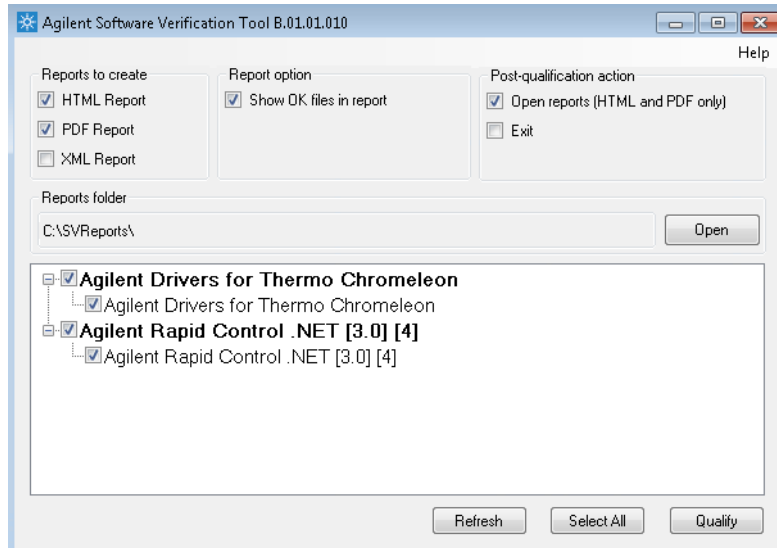 Agilent Software Verification Tool B.01.01.010
Help
Reports to create
HTML Report
PDF Report
XML Report
Report option
Show OK files in report
Post-qualification action
Open reports (HTML and PDF only)
Exit
Reports folder
C:\SVReports\
Open
Agilent Drivers for Thermo Chromeleon
Agilent Drivers for Thermo Chromeleon
Agilent Rapid Control .NET [3.0] [4]
Agilent Rapid Control .NET [3.0] [4]
Refresh
Select All
Qualify